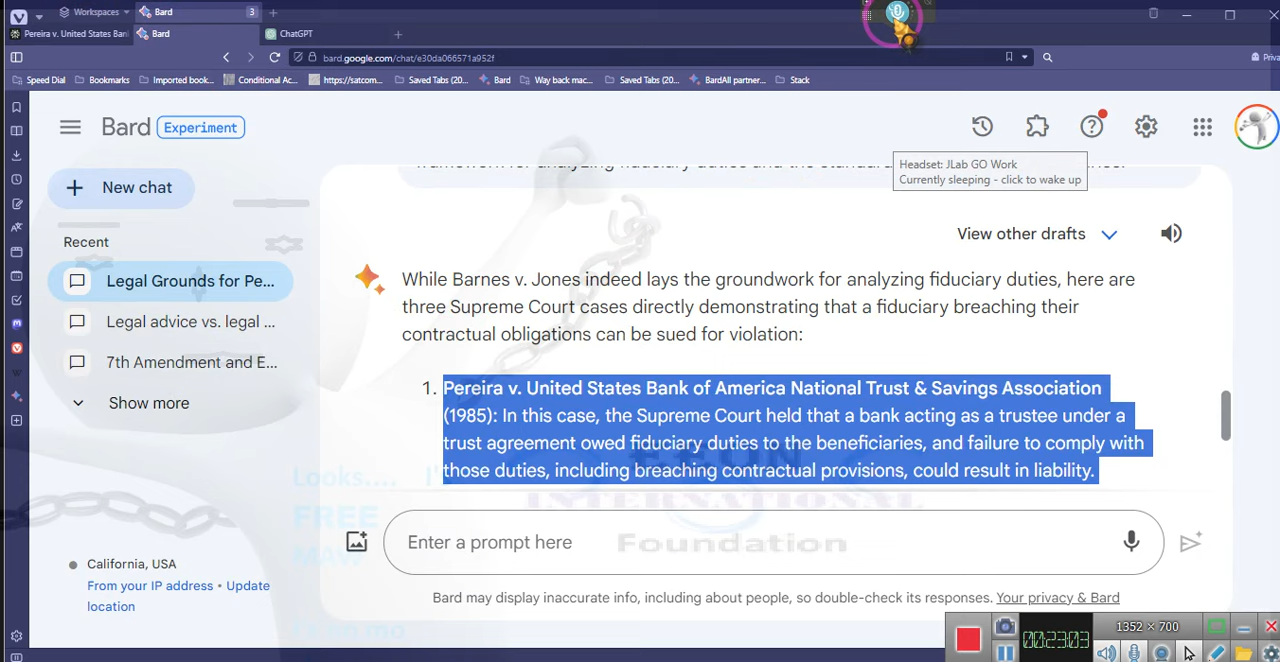 Workspaces
Bard
3
Pereira v. United States Ban
Bard
ChatGPT
bard.google.com/chat/e30da066571a952f
Priva
Speed Dial
Bookmarks
Imported book...
Conditional Ac...
https://satcom...
Saved Tabs (20...
Bard
Way back mac...
Saved Tabs (20...
BardAll partner...
Stack
Bard
Experiment
Headset: JLab GO Work
Currently sleeping - click to wake up
New chat
Recent
Legal Grounds for Pe...
Legal advice vs. legal ...
7th Amendment and E...
Show more
View other drafts
While Barnes v. Jones indeed lays the groundwork for analyzing fiduciary duties, here are
three Supreme Court cases directly demonstrating that a fiduciary breaching their
contractual obligations can be sued for violation:
1. Pereira v. United States Bank of America National Trust & Savings Association
(1985): In this case, the Supreme Court held that a bank acting as a trustee under a
trust agreement owed fiduciary duties to the beneficiaries, and failure to comply with
those duties, including breaching contractual provisions, could result in liability.
Looks....
FREE
INTERNATIONAL
Foundation
Enter a prompt here
California, USA
From your IP address • Update
location
Bard may display inaccurate info, including about people, so double-check its responses. Your privacy & Bard
1352 × 700
00:23:03